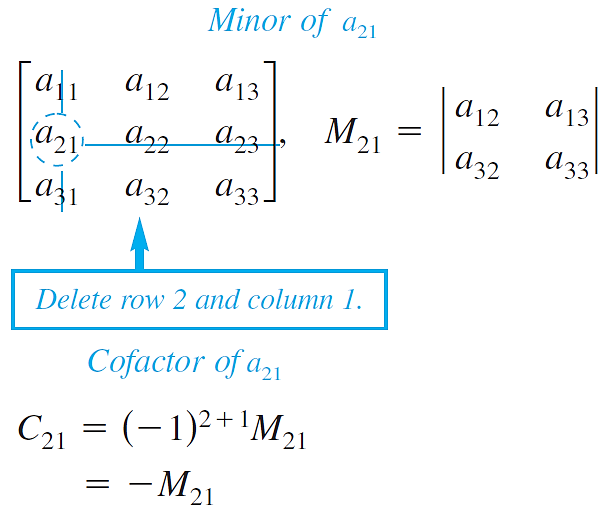 Minor of a₂₁
a₁₁ a₁₂ a₁₃
a₂₁ a₂₂ a₂₃ , M₂₁ = | a₁₂ a₁₃ |
a₃₁ a₃₂ a₃₃ | a₃₂ a₃₃ |
Delete row 2 and column 1.
Cofactor of a₂₁
C₂₁ = (−1)²⁺¹M₂₁
= −M₂₁